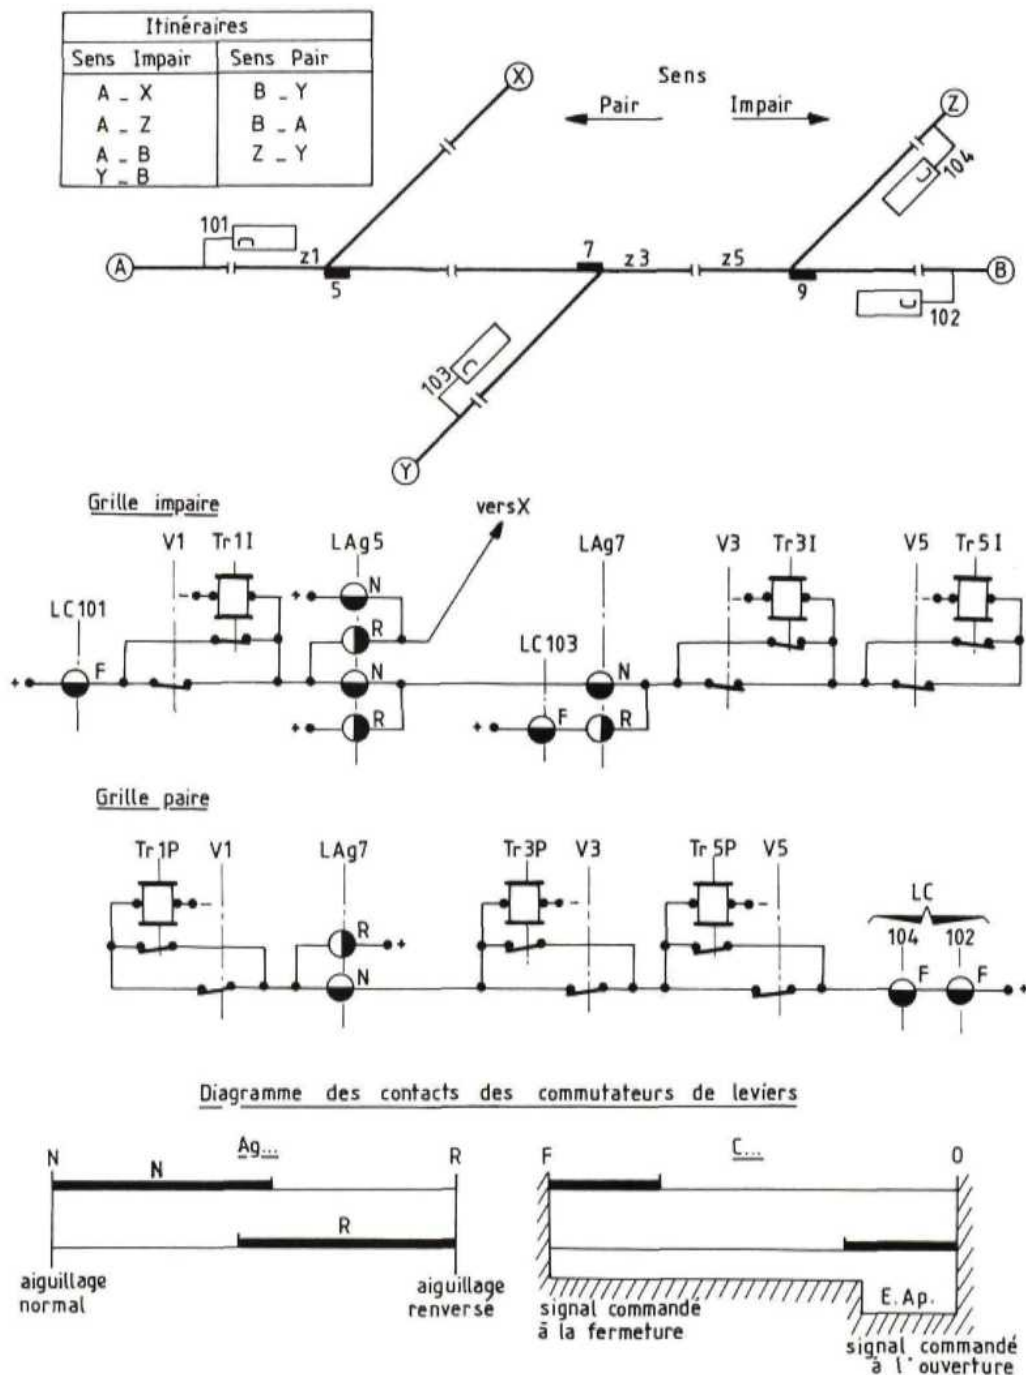 Itinéraires
Sens Impair Sens Pair
A _ X B _ Y
A _ Z B _ A
A _ B Z _ Y
Y _ B
X
Sens
Pair Impair
Z
104
101
A z1 5 7 z3 z5 9 B
102
103
Y
Grille impaire
vers X
V1 Tr1I LAg5 LAg7 V3 Tr3I V5 Tr5I
- + N - -
LC101 R LC103
+ F N N
+ R + F R
Grille paire
Tr1P V1 LAg7 Tr3P V3 Tr5P V5
LC
- - -
R + 104 102
N F F +
Diagramme des contacts des commutateurs de leviers
N Ag... R F C... O
N
R
aiguillage normal
aiguillage renversé
signal commandé à la fermeture
E.Ap.
signal commandé à l'ouverture